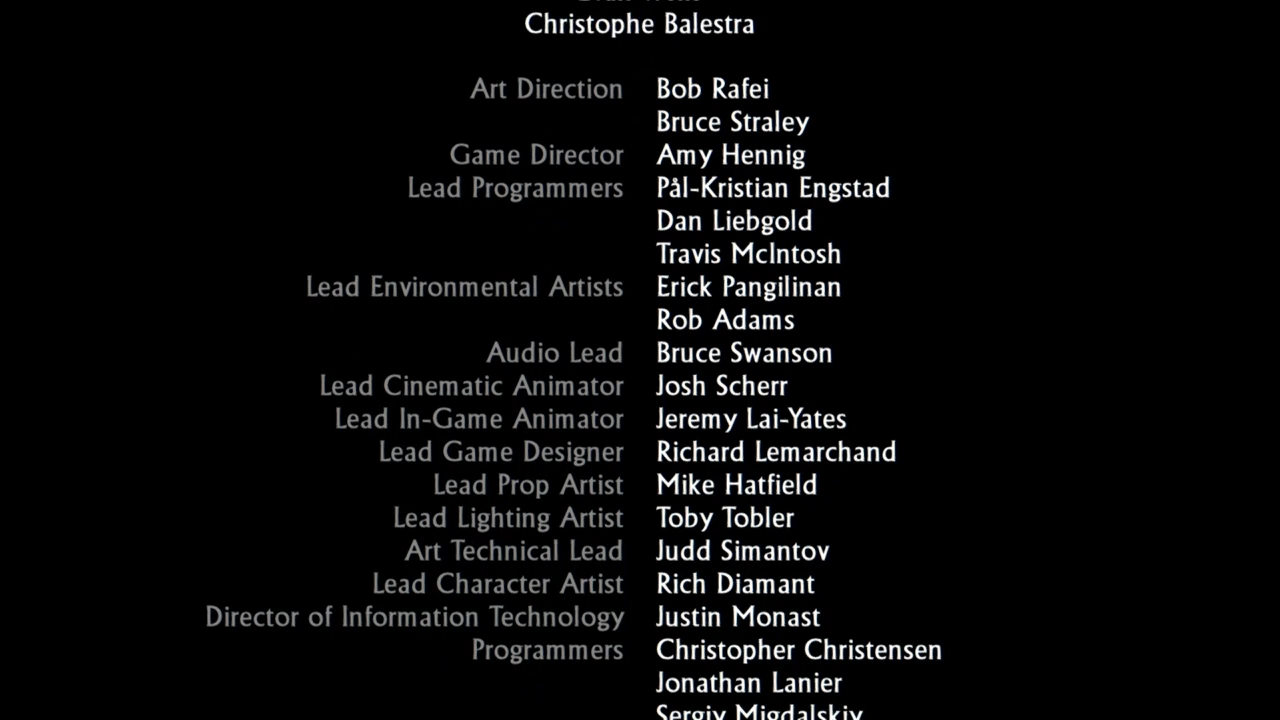 Christophe Balestra
Art Direction Bob Rafei
Bruce Straley
Game Director Amy Hennig
Lead Programmers Pål-Kristian Engstad
Dan Liebgold
Travis McIntosh
Lead Environmental Artists Erick Pangilinan
Rob Adams
Audio Lead Bruce Swanson
Lead Cinematic Animator Josh Scherr
Lead In-Game Animator Jeremy Lai-Yates
Lead Game Designer Richard Lemarchand
Lead Prop Artist Mike Hatfield
Lead Lighting Artist Toby Tobler
Art Technical Lead Judd Simantov
Lead Character Artist Rich Diamant
Director of Information Technology Justin Monast
Programmers Christopher Christensen
Jonathan Lanier
Sergiy Migdalskiy